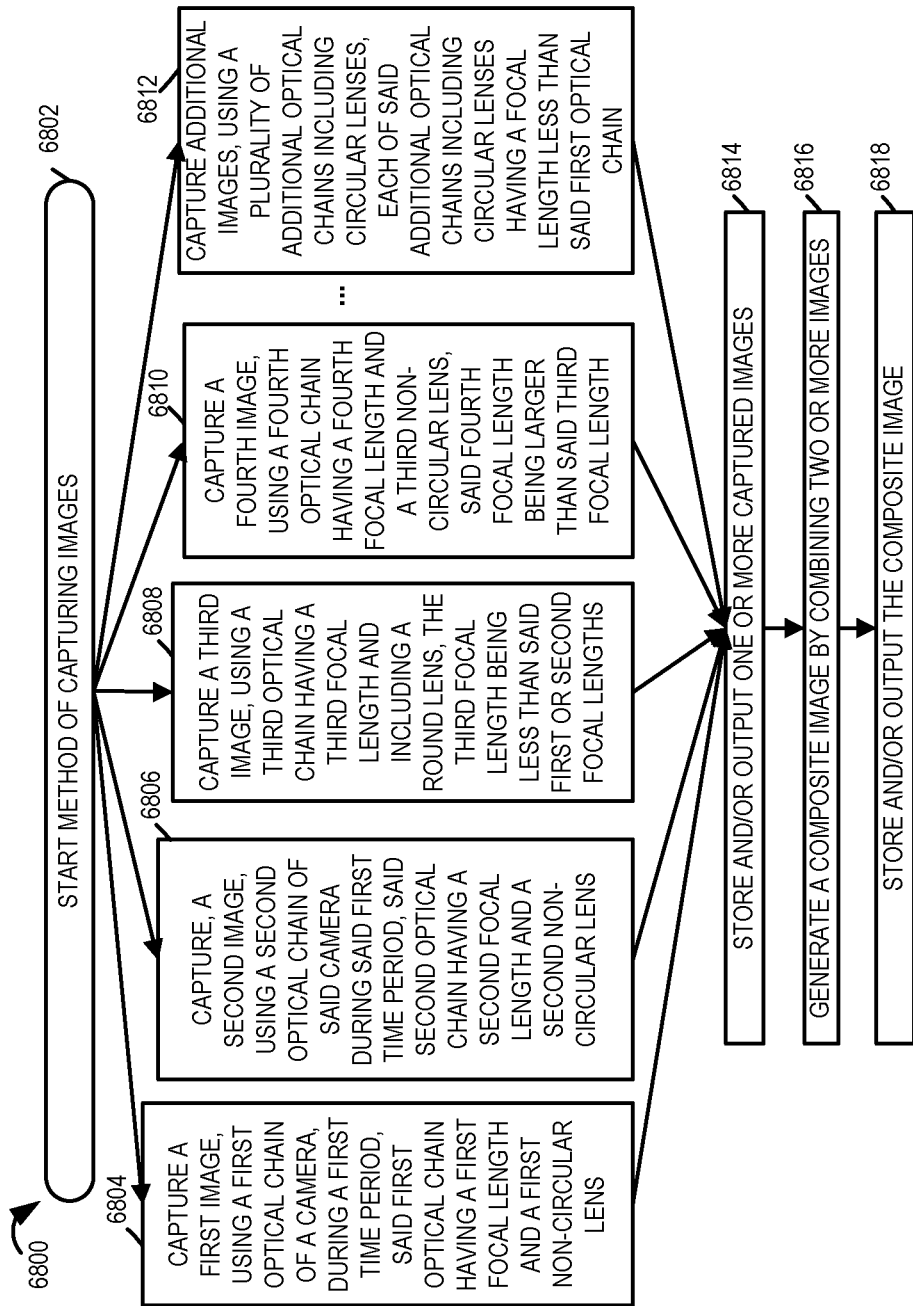 6800
START METHOD OF CAPTURING IMAGES
6802
6804
CAPTURE A
FIRST IMAGE,
USING A FIRST
OPTICAL CHAIN
OF A CAMERA,
DURING A FIRST
TIME PERIOD,
SAID FIRST
OPTICAL CHAIN
HAVING A FIRST
FOCAL LENGTH
AND A FIRST
NON-CIRCULAR
LENS
6806
CAPTURE, A
SECOND IMAGE,
USING A SECOND
OPTICAL CHAIN OF
SAID CAMERA
DURING SAID FIRST
TIME PERIOD, SAID
SECOND OPTICAL
CHAIN HAVING A
SECOND FOCAL
LENGTH AND A
SECOND NON-
CIRCULAR LENS
6808
CAPTURE A THIRD
IMAGE, USING A
THIRD OPTICAL
CHAIN HAVING A
THIRD FOCAL
LENGTH AND
INCLUDING A
ROUND LENS, THE
THIRD FOCAL
LENGTH BEING
LESS THAN SAID
FIRST OR SECOND
FOCAL LENGTHS
6810
CAPTURE A
FOURTH IMAGE,
USING A FOURTH
OPTICAL CHAIN
HAVING A FOURTH
FOCAL LENGTH AND
A THIRD NON-
CIRCULAR LENS,
SAID FOURTH
FOCAL LENGTH
BEING LARGER
THAN SAID THIRD
FOCAL LENGTH
...
6812
CAPTURE ADDITIONAL
IMAGES, USING A
PLURALITY OF
ADDITIONAL OPTICAL
CHAINS INCLUDING
CIRCULAR LENSES,
EACH OF SAID
ADDITIONAL OPTICAL
CHAINS INCLUDING
CIRCULAR LENSES
HAVING A FOCAL
LENGTH LESS THAN
SAID FIRST OPTICAL
CHAIN
STORE AND/OR OUTPUT ONE OR MORE CAPTURED IMAGES
6814
GENERATE A COMPOSITE IMAGE BY COMBINING TWO OR MORE IMAGES
6816
STORE AND/OR OUTPUT THE COMPOSITE IMAGE
6818